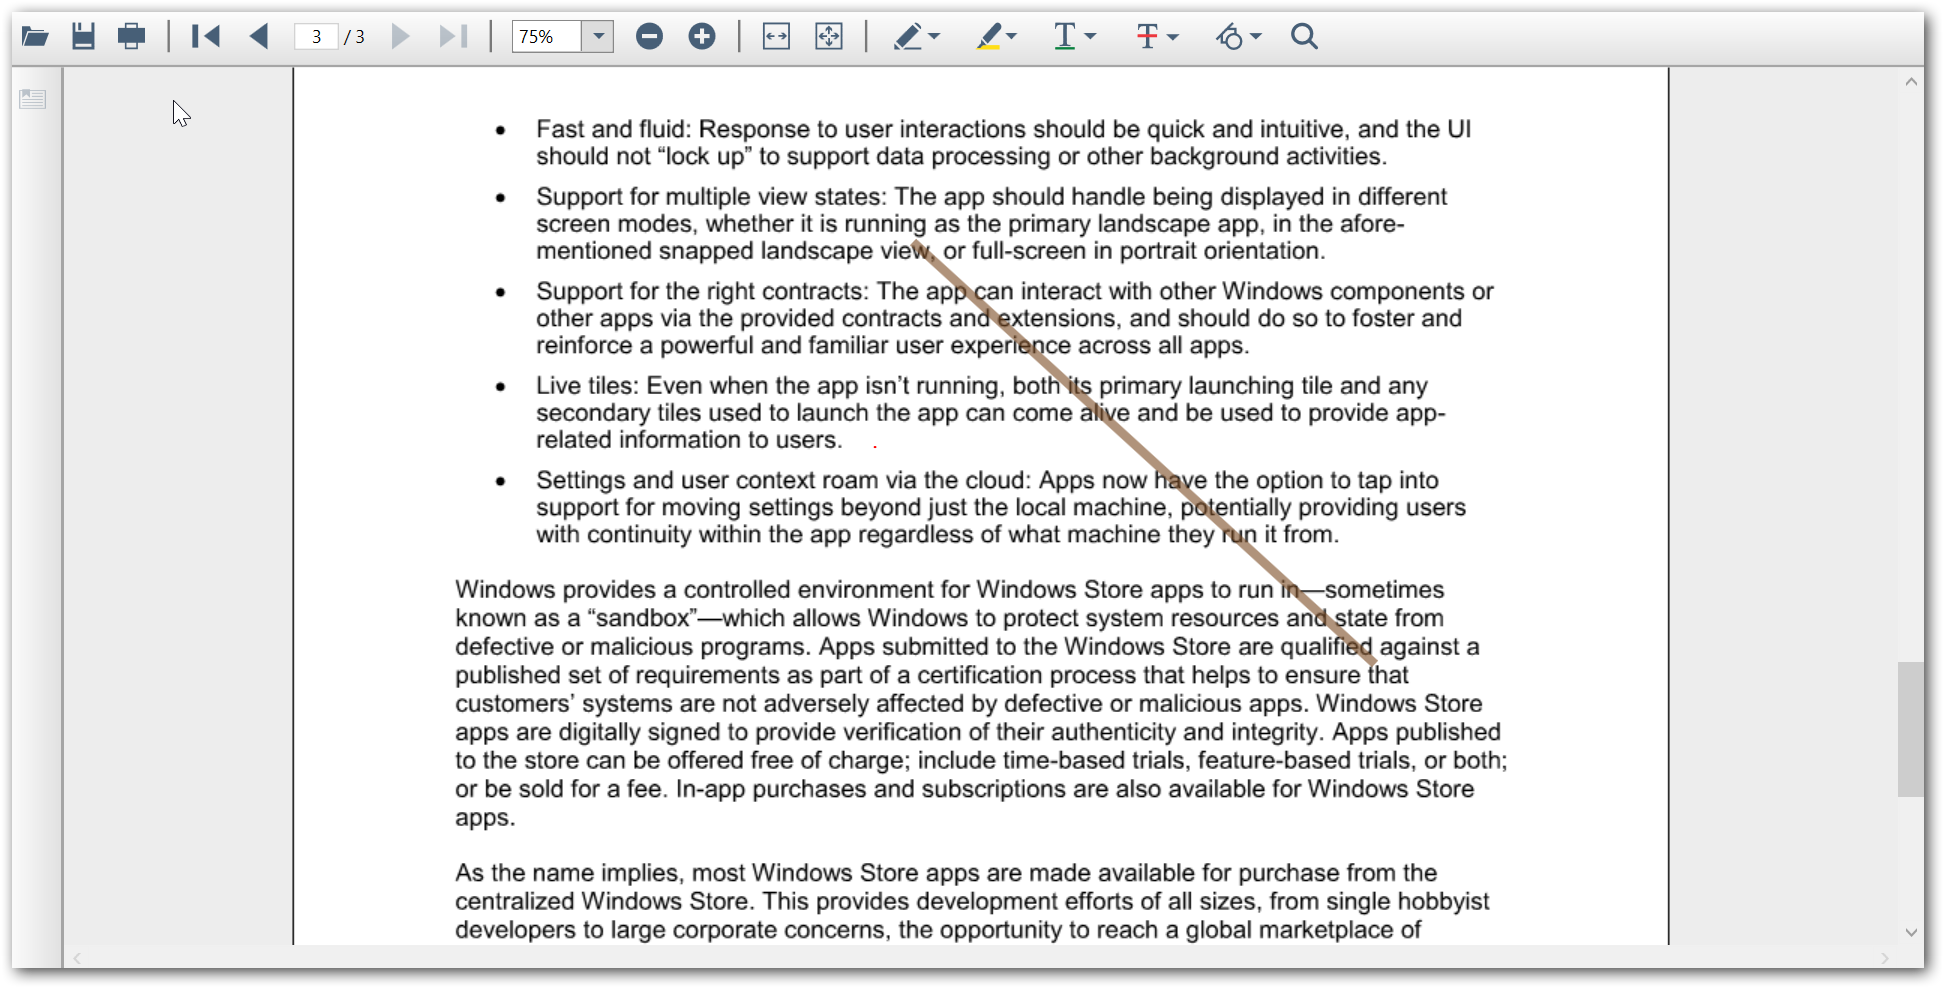 3 / 3 75%
• Fast and fluid: Response to user interactions should be quick and intuitive, and the UI
should not “lock up” to support data processing or other background activities.
• Support for multiple view states: The app should handle being displayed in different
screen modes, whether it is running as the primary landscape app, in the afore-
mentioned snapped landscape view, or full-screen in portrait orientation.
• Support for the right contracts: The app can interact with other Windows components or
other apps via the provided contracts and extensions, and should do so to foster and
reinforce a powerful and familiar user experience across all apps.
• Live tiles: Even when the app isn’t running, both its primary launching tile and any
secondary tiles used to launch the app can come alive and be used to provide app-
related information to users.
• Settings and user context roam via the cloud: Apps now have the option to tap into
support for moving settings beyond just the local machine, potentially providing users
with continuity within the app regardless of what machine they run it from.
Windows provides a controlled environment for Windows Store apps to run in—sometimes
known as a “sandbox”—which allows Windows to protect system resources and state from
defective or malicious programs. Apps submitted to the Windows Store are qualified against a
published set of requirements as part of a certification process that helps to ensure that
customers’ systems are not adversely affected by defective or malicious apps. Windows Store
apps are digitally signed to provide verification of their authenticity and integrity. Apps published
to the store can be offered free of charge; include time-based trials, feature-based trials, or both;
or be sold for a fee. In-app purchases and subscriptions are also available for Windows Store
apps.
As the name implies, most Windows Store apps are made available for purchase from the
centralized Windows Store. This provides development efforts of all sizes, from single hobbyist
developers to large corporate concerns, the opportunity to reach a global marketplace of